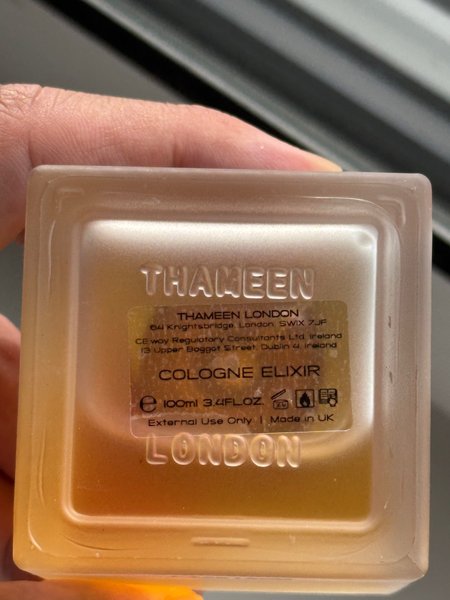 THAMEEN
THAMEEN LONDON
64 Knightsbridge, London, SW1X 7JF
CE way Regulatory Consultants Ltd, Ireland
13 Upper Baggot Street, Dublin 4, Ireland
COLOGNE ELIXIR
e 100ml 3.4FL.OZ.
External Use Only | Made in UK
LONDON